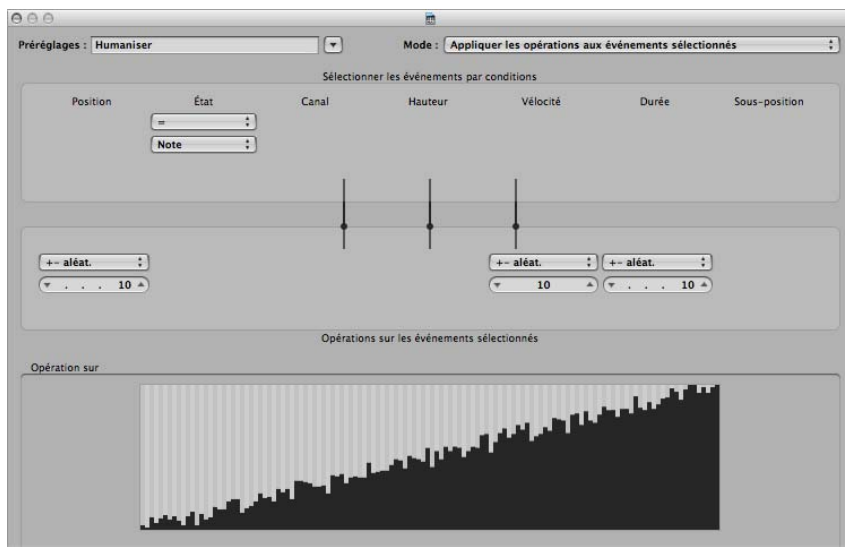 Préréglages : Humaniser Mode : Appliquer les opérations aux événements sélectionnés
Sélectionner les événements par conditions
Position État Canal Hauteur Vélocité Durée Sous-position
=
Note
+- aléat. +- aléat. +- aléat.
. . . 10 10 . . . 10
Opérations sur les événements sélectionnés
Opération sur